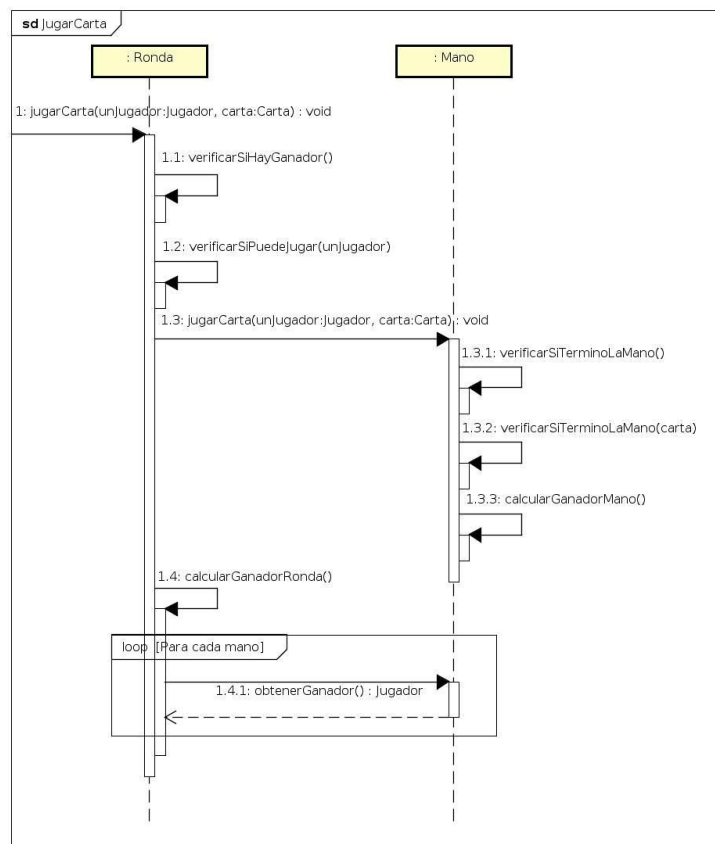 sd JugarCarta
: Ronda
: Mano
1: jugarCarta(unJugador:Jugador, carta:Carta) : void
1.1: verificarSiHayGanador()
1.2: verificarSiPuedeJugar(unJugador)
1.3: jugarCarta(unJugador:Jugador, carta:Carta) : void
1.3.1: verificarSiTerminoLaMano()
1.3.2: verificarSiTerminoLaMano(carta)
1.3.3: calcularGanadorMano()
1.4: calcularGanadorRonda()
loop [Para cada mano]
1.4.1: obtenerGanador() : Jugador